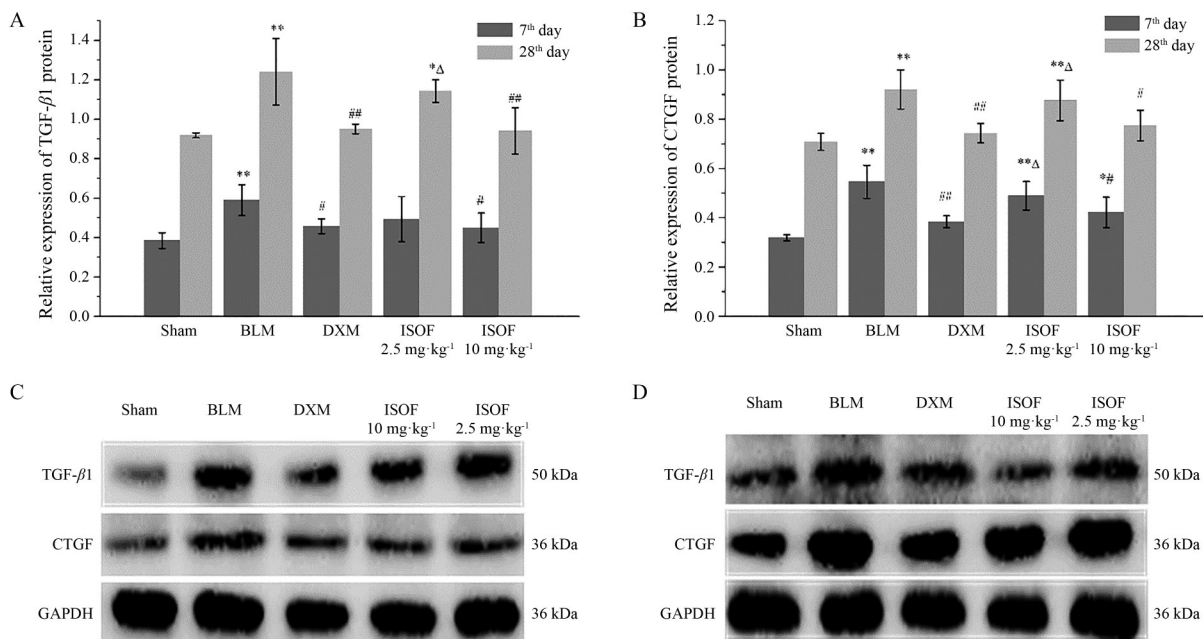 A
Relative expression of TGF-β1 protein
1.4
1.2
1.0
0.8
0.6
0.4
0.2
0.0
7th day
28th day
**
**
#
##
*Δ
#
##
Sham
BLM
DXM
ISOF
2.5 mg·kg-1
ISOF
10 mg·kg-1
B
Relative expression of CTGF protein
1.2
1.0
0.8
0.6
0.4
0.2
0.0
7th day
28th day
**
**
##
##
**Δ
**Δ
*#
#
Sham
BLM
DXM
ISOF
2.5 mg·kg-1
ISOF
10 mg·kg-1
C
Sham
BLM
DXM
ISOF
10 mg·kg-1
ISOF
2.5 mg·kg-1
TGF-β1
50 kDa
CTGF
36 kDa
GAPDH
36 kDa
D
Sham
BLM
DXM
ISOF
10 mg·kg-1
ISOF
2.5 mg·kg-1
TGF-β1
50 kDa
CTGF
36 kDa
GAPDH
36 kDa